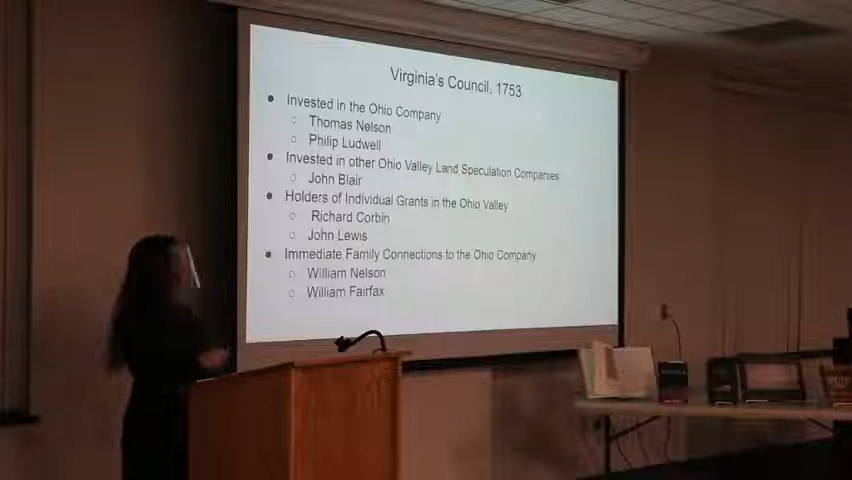 Virginia's Council, 1753
● Invested in the Ohio Company
○ Thomas Nelson
○ Philip Ludwell
● Invested in other Ohio Valley Land Speculation Companies
○ John Blair
● Holders of Individual Grants in the Ohio Valley
○ Richard Corbin
○ John Lewis
● Immediate Family Connections to the Ohio Company
○ William Nelson
○ William Fairfax